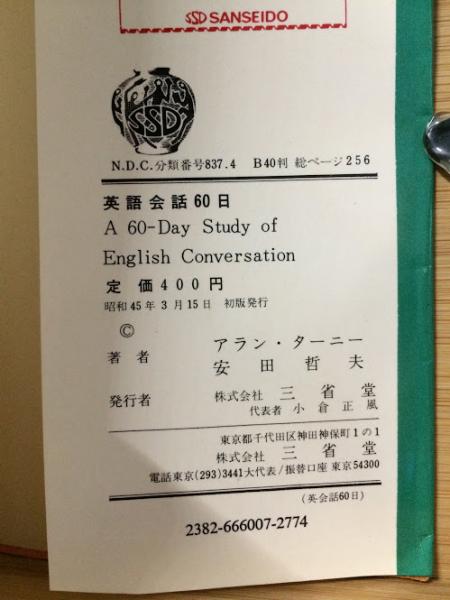 SSD SANSEIDO
SSD
N.D.C.分類番号837.4 B40判 総ページ256
英語会話60日
A 60-Day Study of
English Conversation
定価400円
昭和45年3月15日 初版発行
©
著者 アラン・ターニー
安田哲夫
発行者 株式会社 三省堂
代表者 小倉正風
東京都千代田区神田神保町1の1
株式会社 三省堂
電話東京(293)3441大代表/振替口座 東京54300
(英会話60日)
2382-666007-2774